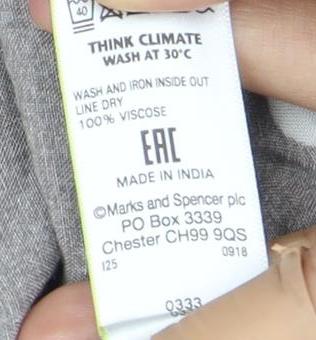 40
THINK CLIMATE
WASH AT 30°C
WASH AND IRON INSIDE OUT
LINE DRY
100% VISCOSE
EAC
MADE IN INDIA
©Marks and Spencer plc
PO Box 3339
Chester CH99 9QS
125 0918
0333